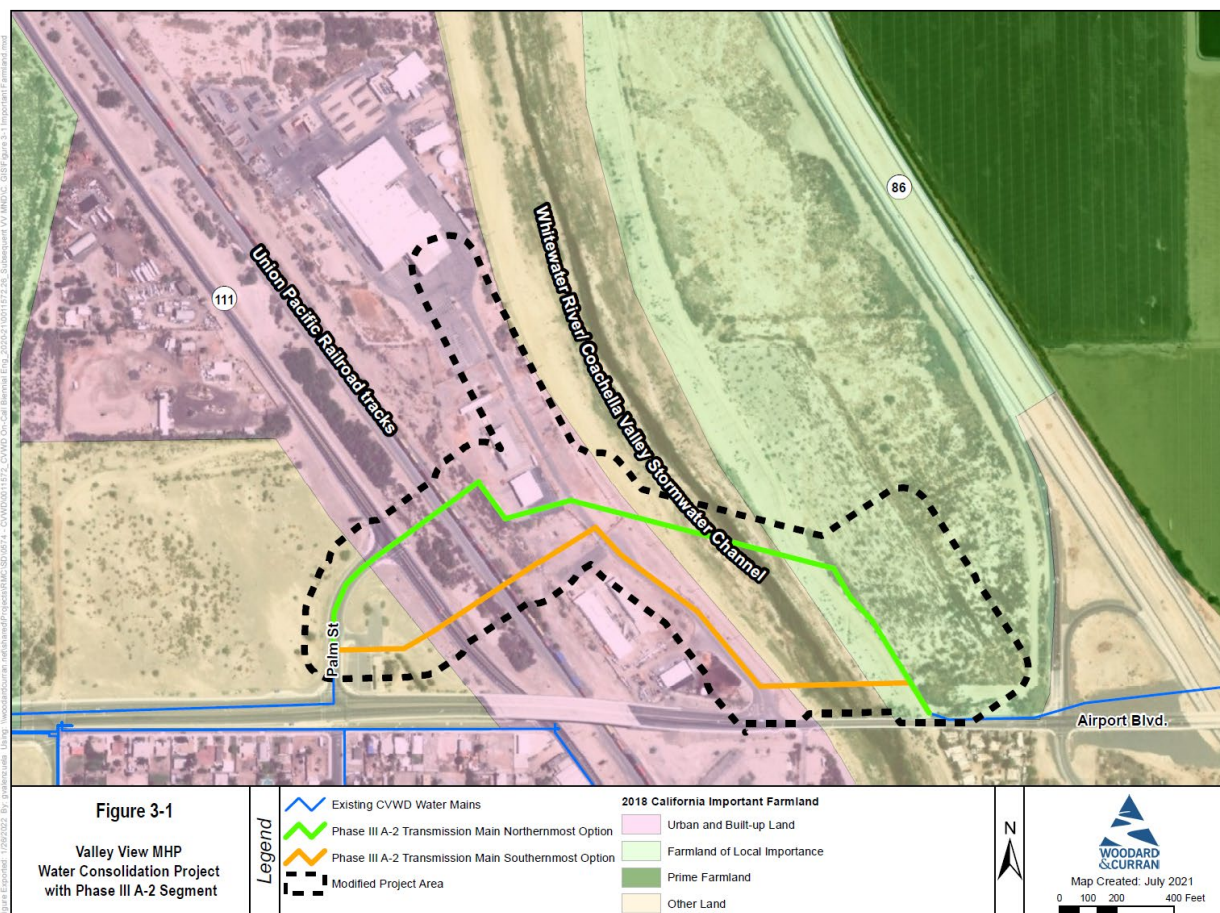 86
111
Union Pacific Railroad tracks
Whitewater River/ Coachella Valley Stormwater Channel
Palm St
Airport Blvd.
Figure 3-1
Valley View MHP
Water Consolidation Project
with Phase III A-2 Segment
Legend
Existing CVWD Water Mains
Phase III A-2 Transmission Main Northernmost Option
Phase III A-2 Transmission Main Southernmost Option
Modified Project Area
2018 California Important Farmland
Urban and Built-up Land
Farmland of Local Importance
Prime Farmland
Other Land
N
WOODARD
&CURRAN
Map Created: July 2021
0 100 200 400 Feet